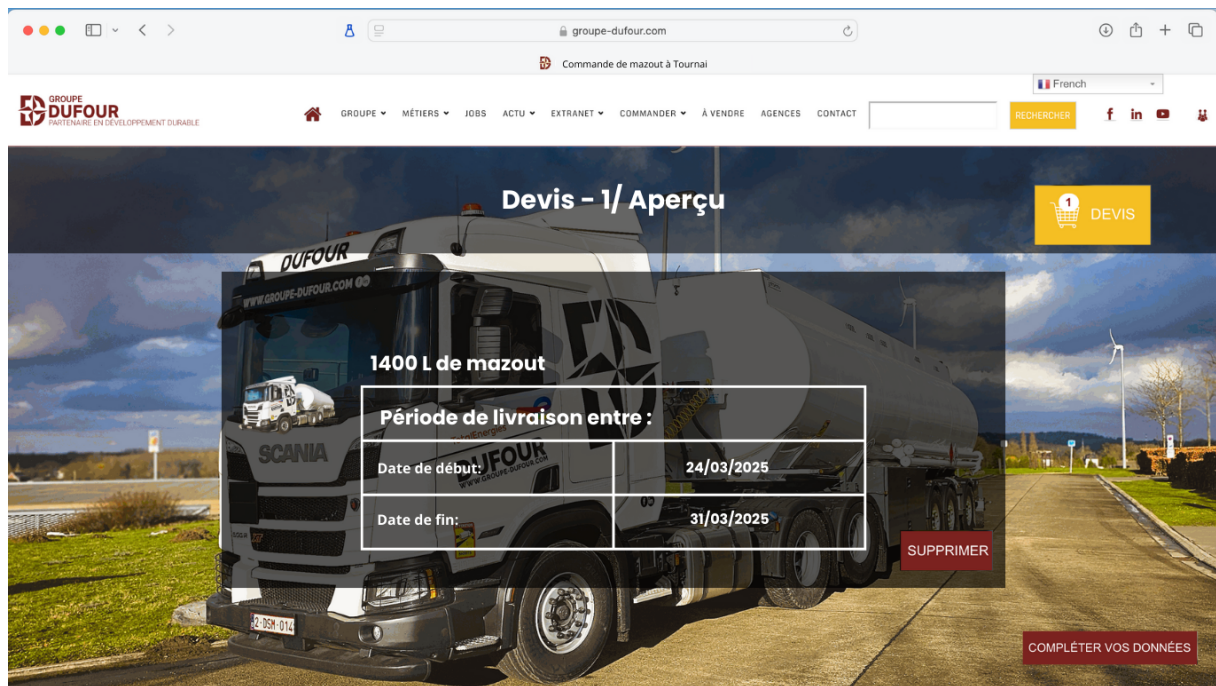 groupe-dufour.com
Commande de mazout à Tournai
French
GROUPE
DUFOUR
PARTENAIRE EN DÉVELOPPEMENT DURABLE
GROUPE MÉTIERS JOBS ACTU EXTRANET COMMANDER À VENDRE AGENCES CONTACT
RECHERCHER
f in
Devis - 1/ Aperçu
1
DEVIS
DUFOUR
WWW.GROUPE-DUFOUR.COM
1400 L de mazout
Période de livraison entre :
TotalEnergies
SCANIA
DUFOUR
WWW.GROUPE-DUFOUR.COM
Date de début:
24/03/2025
Date de fin:
31/03/2025
SUPPRIMER
2-DSM-014
COMPLÉTER VOS DONNÉES